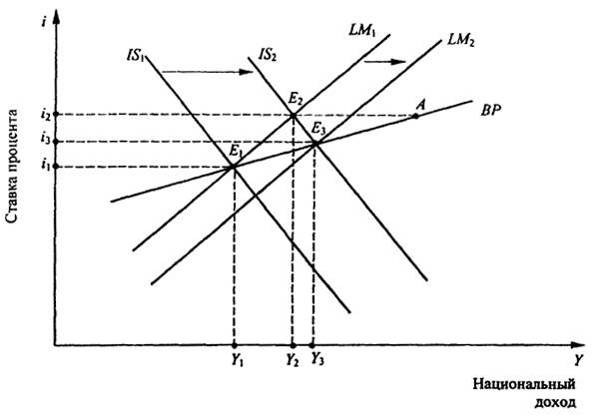 i
IS₁
IS₂
LM₁
LM₂
i₂
E₂
A
BP
i₃
E₃
i₁
E₁
Ставка процента
Y₁
Y₂
Y₃
Y
Национальный
доход